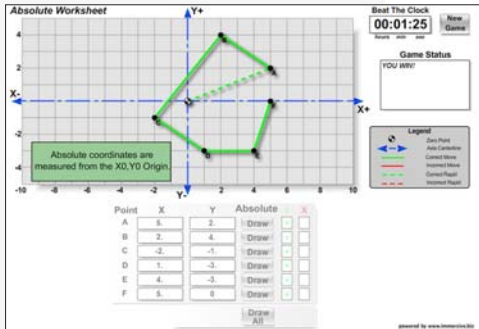 Absolute Worksheet
Y+
Beat The Clock
00:01:25
hours min sec
New
Game
Game Status
YOU WIN!
4
2
X-
X+
-2
-4
Absolute coordinates are
measured from the X0,Y0 Origin.
Y-
-10 -8 -6 -4 -2 0 2 4 6 8 10
Legend
Zero Point
Axis Centerline
Correct Move
Incorrect Move
Correct Rapid
Incorrect Rapid
Point X Y Absolute X
A 5. 2. Draw
B 2. 4. Draw
C -2. -1. Draw
D 1. -3. Draw
E 4. -3. Draw
F 5. 0 Draw
Draw
All
powered by www.immersive.biz